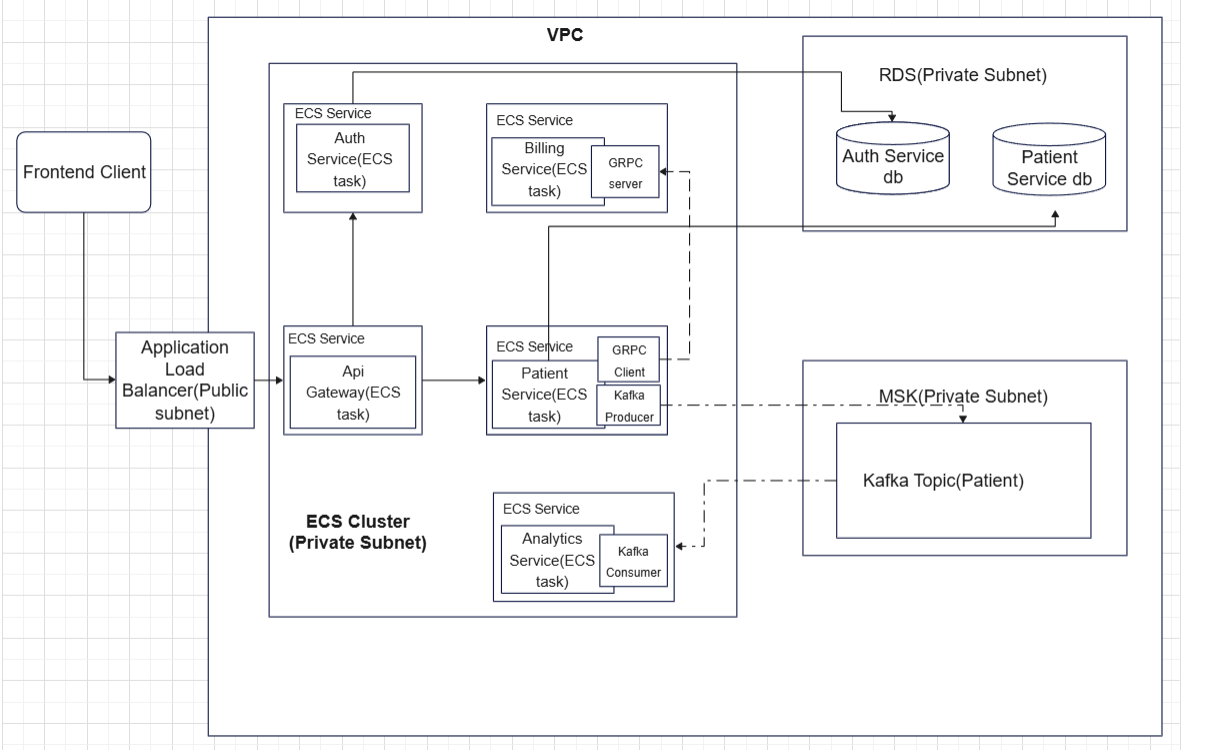 VPC
RDS(Private Subnet)
ECS Service
Auth
Service(ECS
task)
ECS Service
Billing
Service(ECS
task)
GRPC
server
Auth Service
db
Patient
Service db
Frontend Client
Application
Load
Balancer(Public
subnet)
ECS Service
Api
Gateway(ECS
task)
ECS Service
Patient
Service(ECS
task)
GRPC
Client
Kafka
Producer
MSK(Private Subnet)
Kafka Topic(Patient)
ECS Cluster
(Private Subnet)
ECS Service
Analytics
Service(ECS
task)
Kafka
Consumer